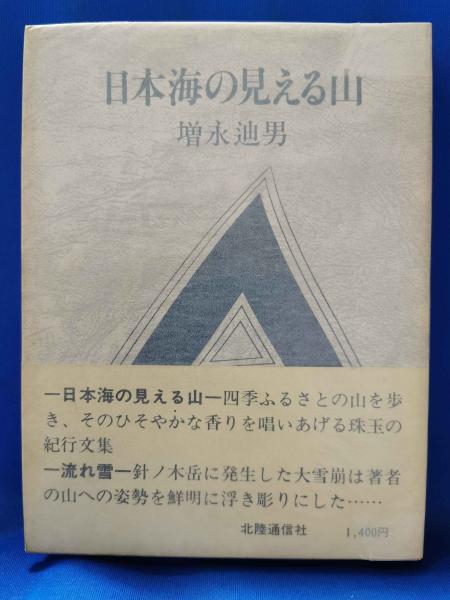 日本海の見える山
増永迪男
—日本海の見える山—四季ふるさとの山を歩
き、そのひそやかな香りを唱いあげる珠玉の
紀行文集
—流れ雪—針ノ木岳に発生した大雪崩は著者
の山への姿勢を鮮明に浮き彫りにした……
北陸通信社 1,400円